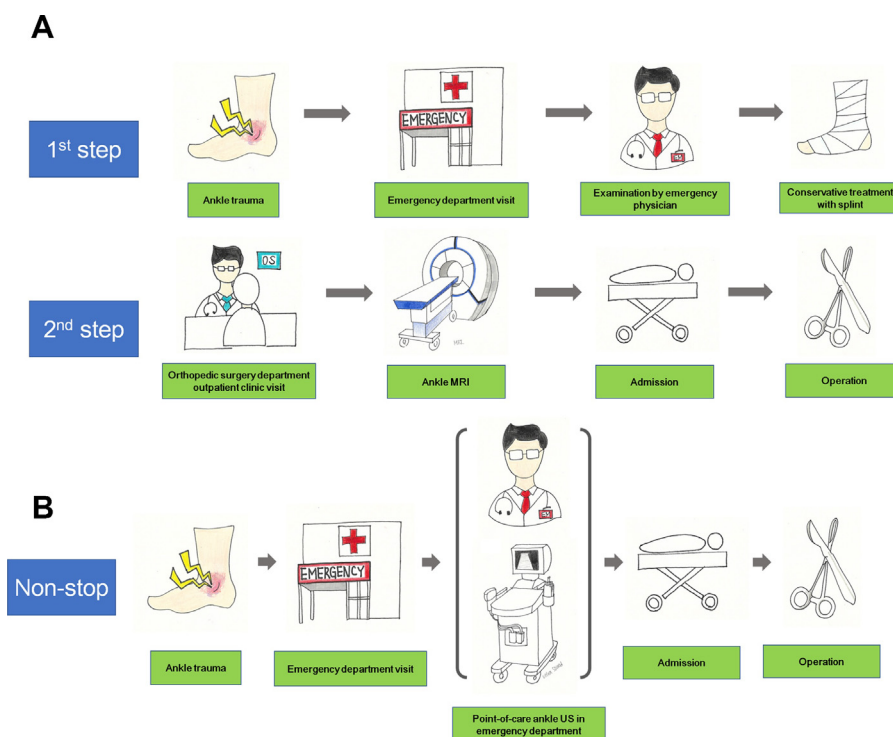 A
1st step
EMERGENCY
Ankle trauma
Emergency department visit
Examination by emergency
physician
Conservative treatment
with splint
2nd step
OS
Orthopedic surgery department
outpatient clinic visit
Ankle MRI
Admission
Operation
B
Non-stop
EMERGENCY
Ankle trauma
Emergency department visit
Point-of-care ankle US in
emergency department
Admission
Operation